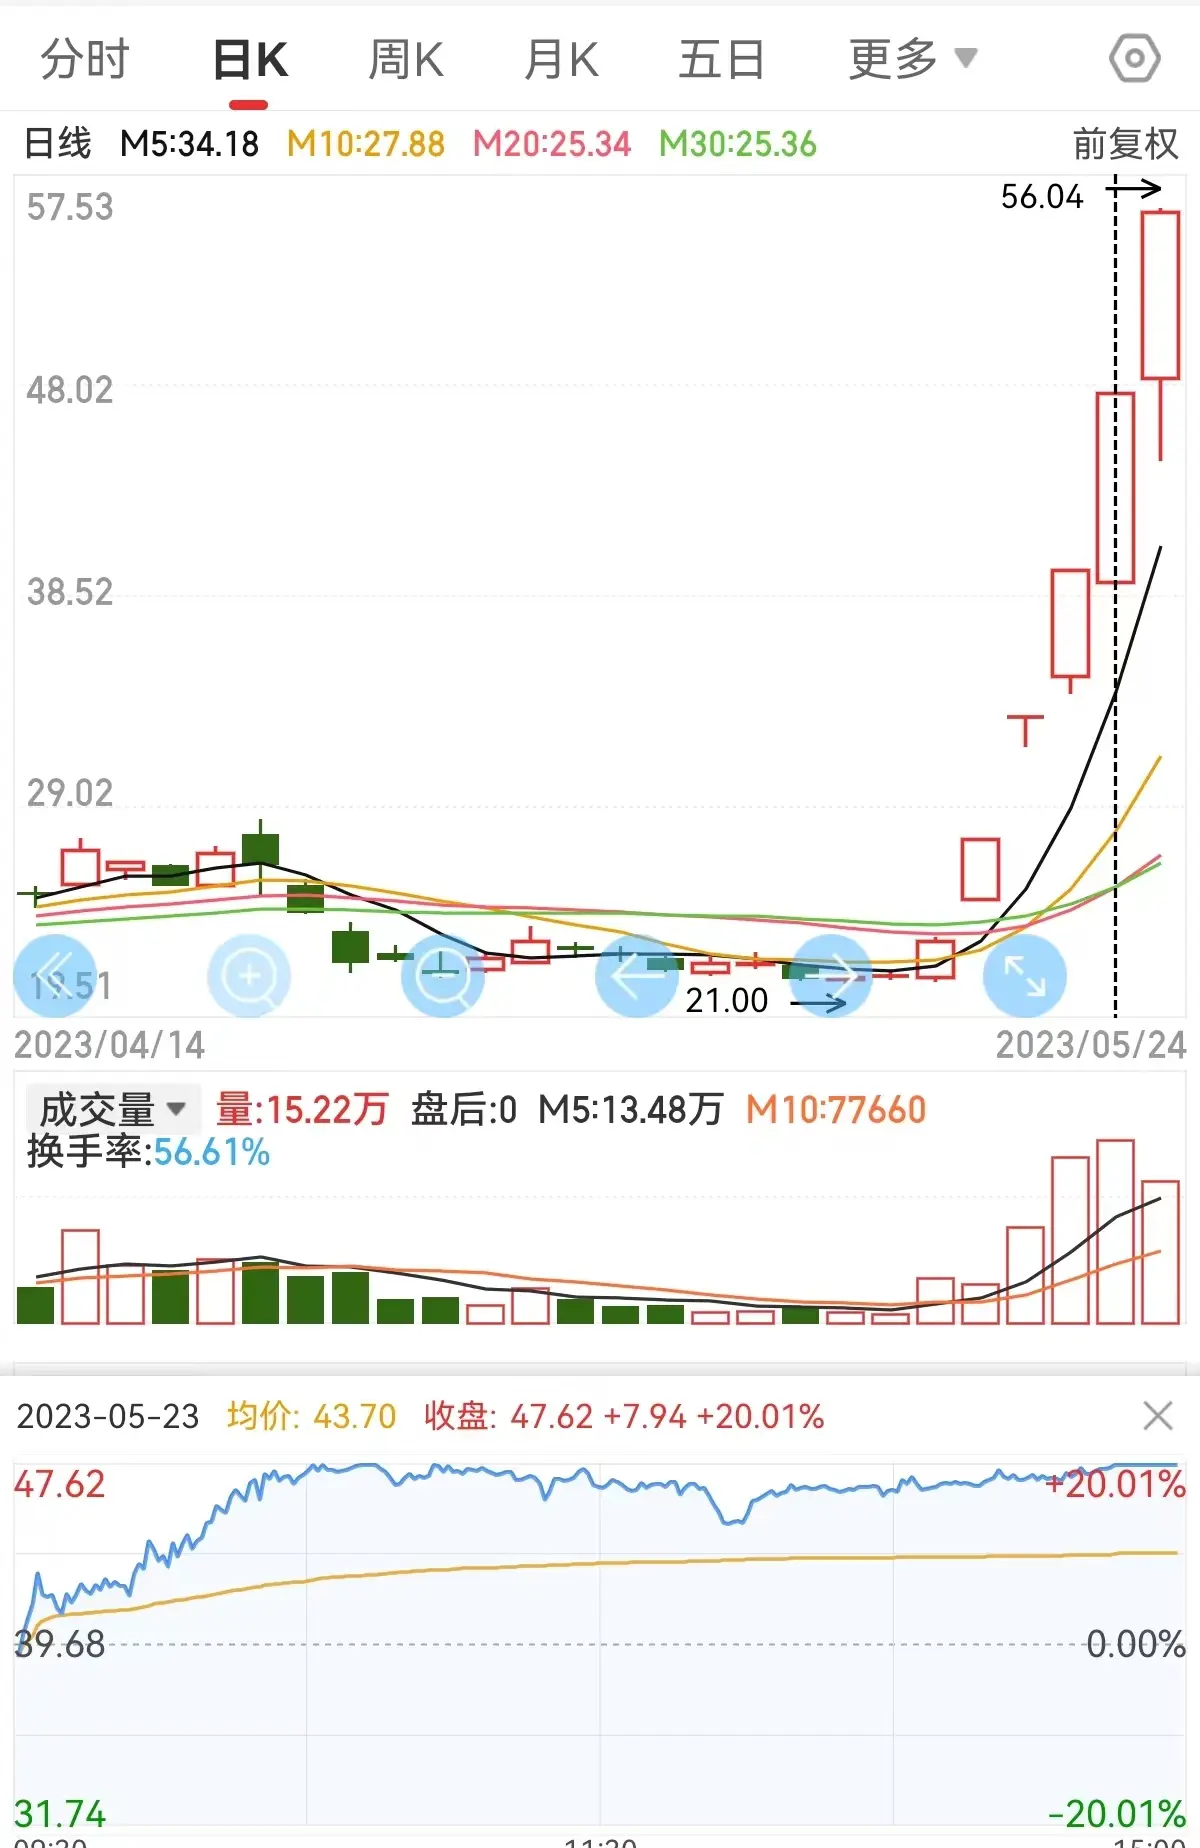 分时 日K 周K 月K 五日 更多
日线 M5:34.18 M10:27.88 M20:25.34 M30:25.36 前复权
56.04
57.53
48.02
38.52
29.02
19.51
21.00
2023/04/14 2023/05/24
成交量 量:15.22万 盘后:0 M5:13.48万 M10:77660
换手率:56.61%
2023-05-23 均价: 43.70 收盘: 47.62 +7.94 +20.01%
47.62 +20.01%
39.68 0.00%
31.74 -20.01%
09:30 11:30 15:00